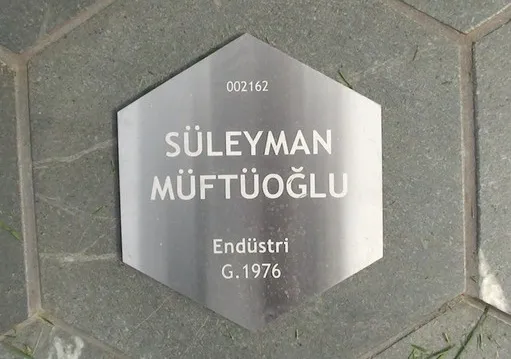 002162
SÜLEYMAN
MÜFTÜOĞLU
Endüstri
G.1976